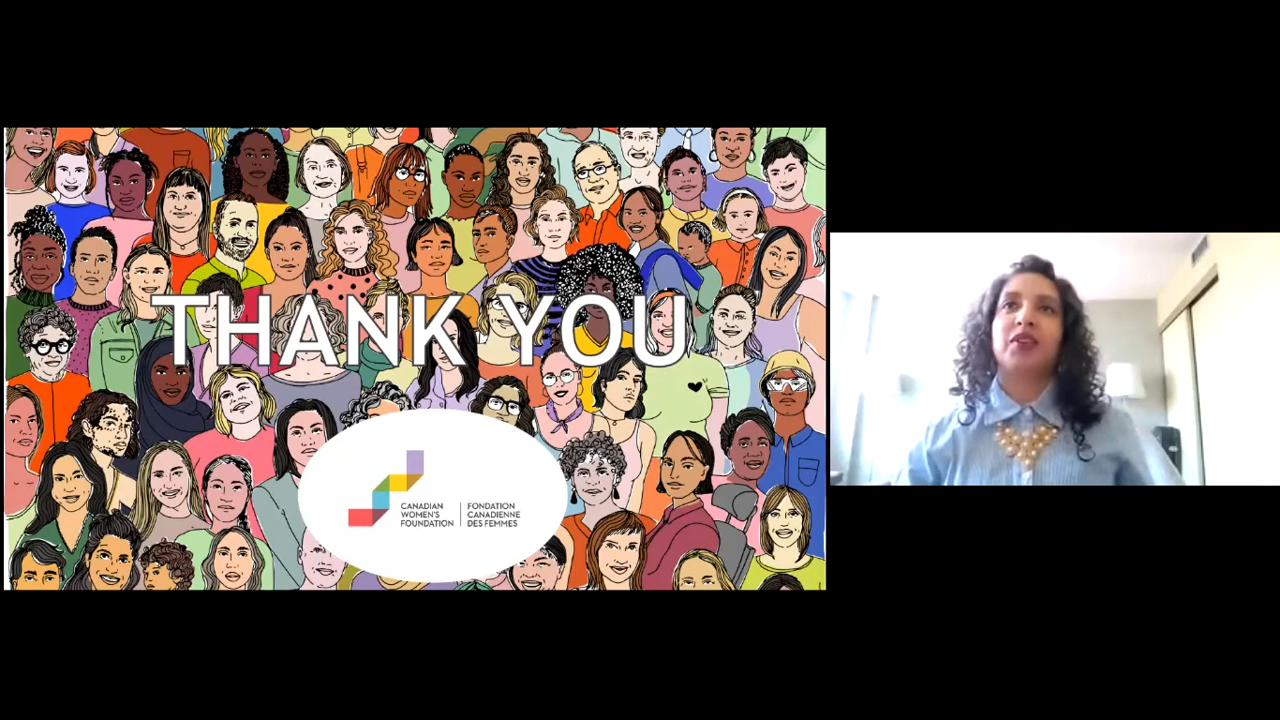 THANK YOU
CANADIAN
WOMEN'S
FOUNDATION
FONDATION
CANADIENNE
DES FEMMES